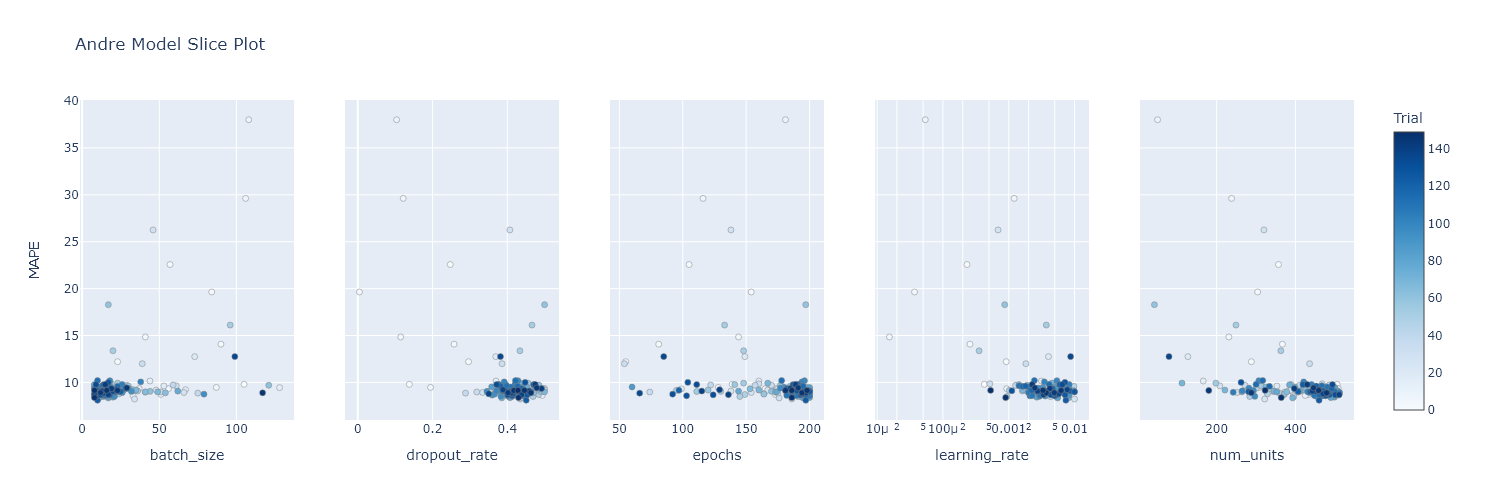 Andre Model Slice Plot
Trial
MAPE
40
35
30
25
20
15
10
0 50 100
0 0.2 0.4
50 100 150 200
10μ 2 5 100μ 2 5 0.001 2 5 0.01
200 400
batch_size
dropout_rate
epochs
learning_rate
num_units
140
120
100
80
60
40
20
0